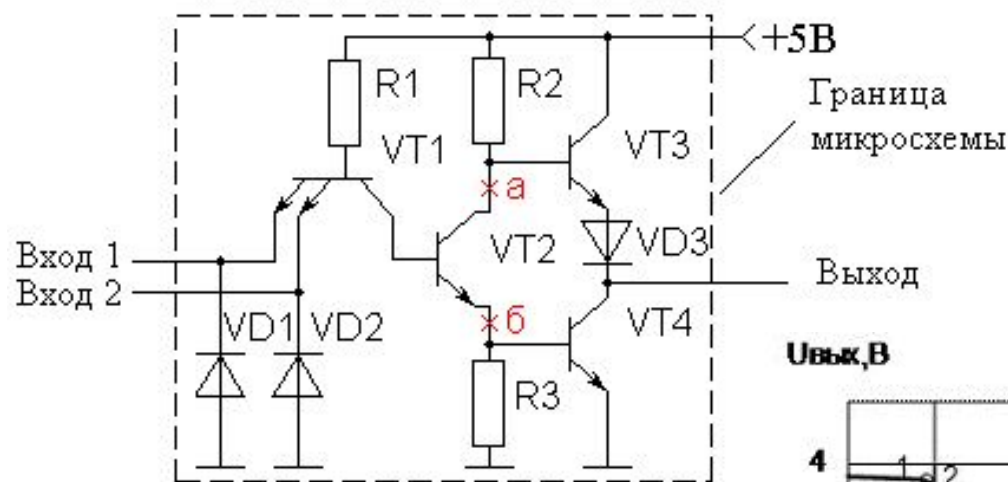 +5В
R1
R2
Граница
микросхемы
VT1
VT3
а
Вход 1
VT2
VD3
Вход 2
Выход
б
VD1
VD2
VT4
Uвых,В
R3
4
1
2